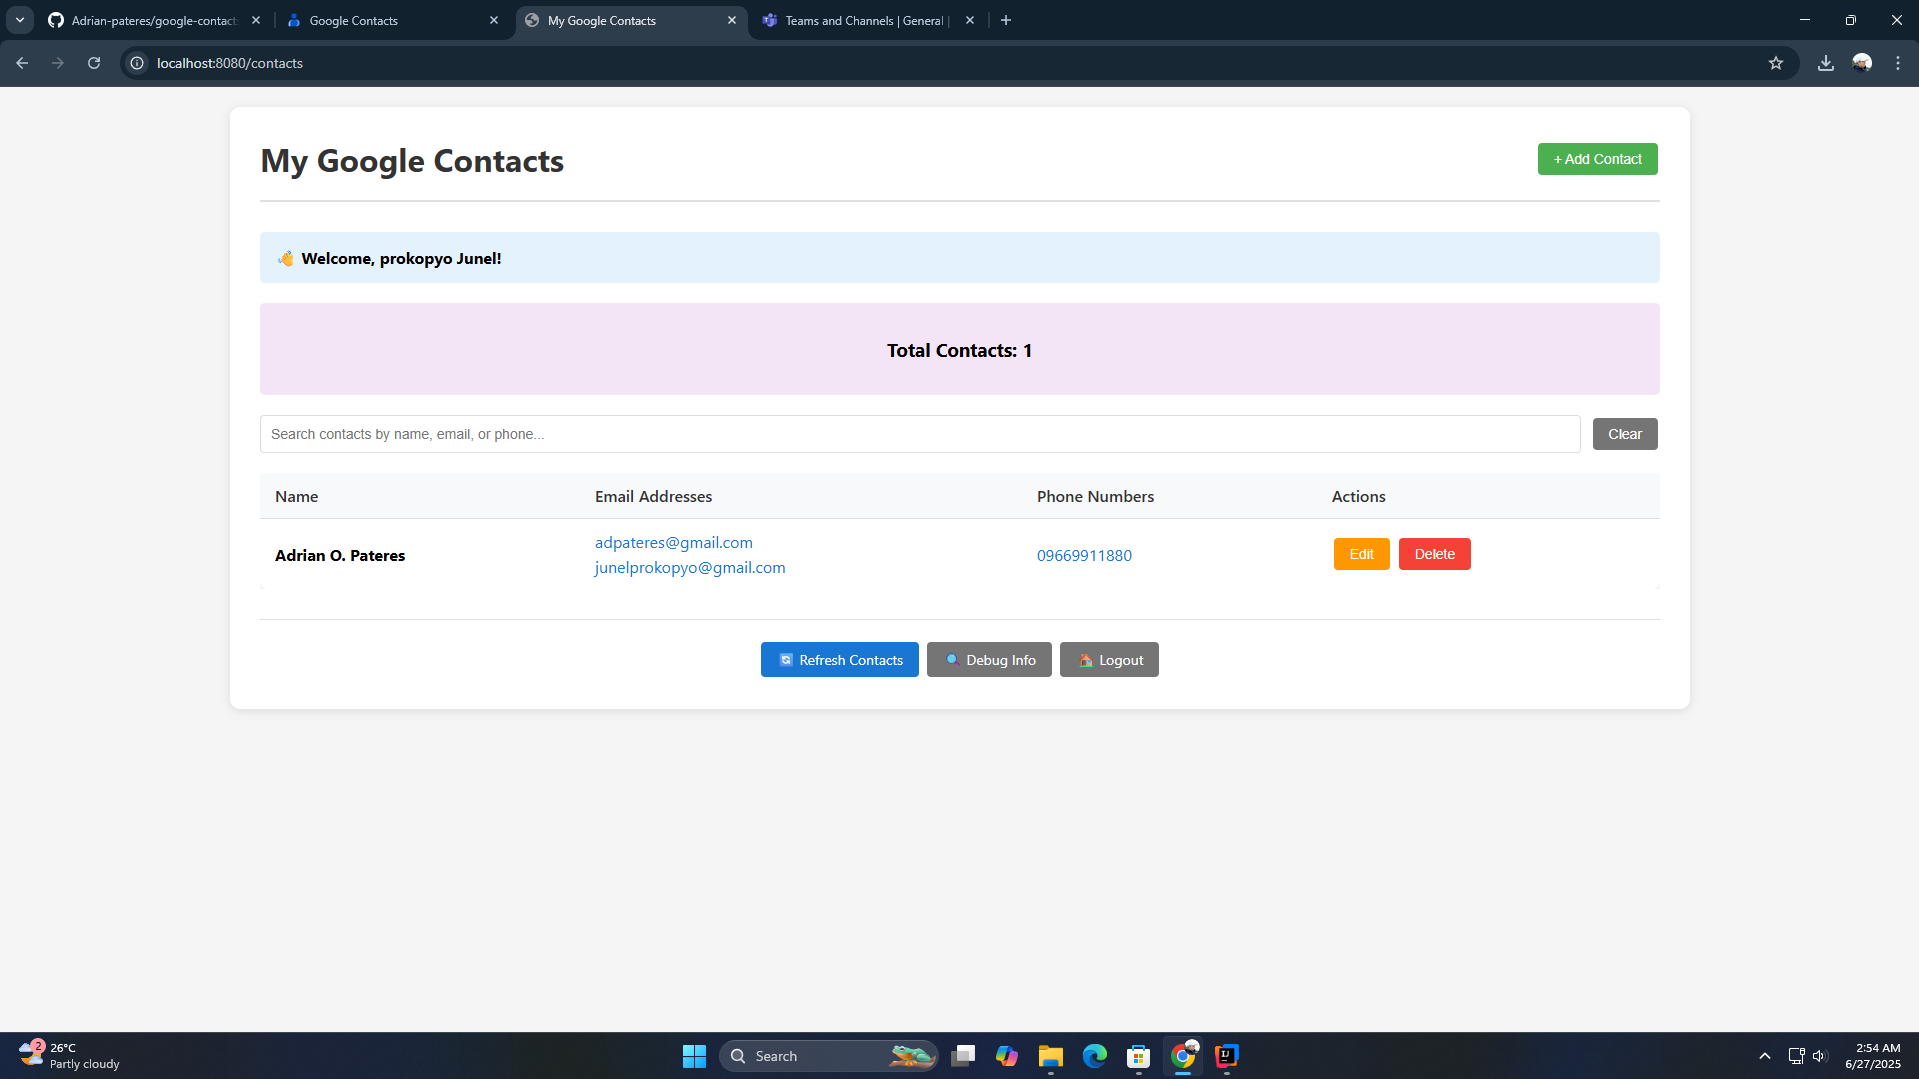 Adrian-pateres/google-contact
Google Contacts
My Google Contacts
Teams and Channels | General |
localhost:8080/contacts
My Google Contacts
+ Add Contact
Welcome, prokopyo Junel!
Total Contacts: 1
Search contacts by name, email, or phone...
Clear
Name
Email Addresses
Phone Numbers
Actions
Adrian O. Pateres
adpateres@gmail.com
junelprokopyo@gmail.com
09669911880
Edit
Delete
Refresh Contacts
Debug Info
Logout
2
26°C
Partly cloudy
Search
2:54 AM
6/27/2025